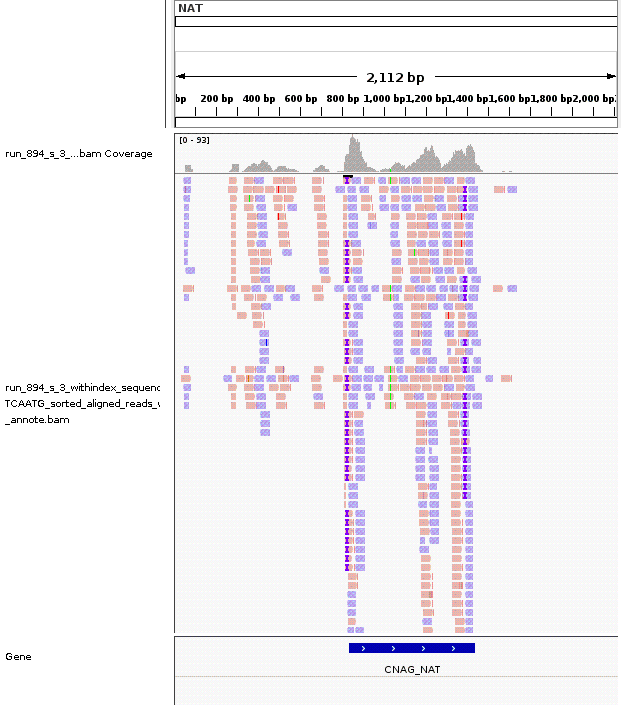 NAT
2,112 bp
bp 200 bp 400 bp 600 bp 800 bp 1,000 bp 1,200 bp 1,400 bp 1,600 bp 1,800 bp 2,000 bp
[0 - 93]
run_894_s_3_...bam Coverage
run_894_s_3_withindex_sequenc
TCAATG_sorted_aligned_reads_
_annote.bam
Gene
CNAG_NAT